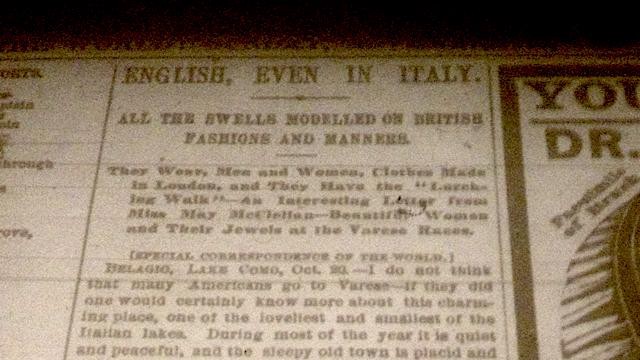 ENGLISH, EVEN IN ITALY.
ALL THE SWELLS MODELLED ON BRITISH
FASHIONS AND MANNERS.
They Wear, Men and Women, Clothes Made
in London, and They Have the "Lurch-
ing Walk"—An Interesting Letter from
Miss May McClellan—Beautiful Women
and Their Jewels at the Varese Races.
[SPECIAL CORRESPONDENCE OF THE WORLD.]
BELAGIO, LAKE COMO, Oct. 20.—I do not think
that many Americans go to Varese—if they did
one would certainly know more about this charm-
ing place, one of the loveliest and smallest of the
Italian lakes. During most of the year it is quiet
and peaceful, and the sleepy old town is placid and
through
YOU
DR.
Facsimile